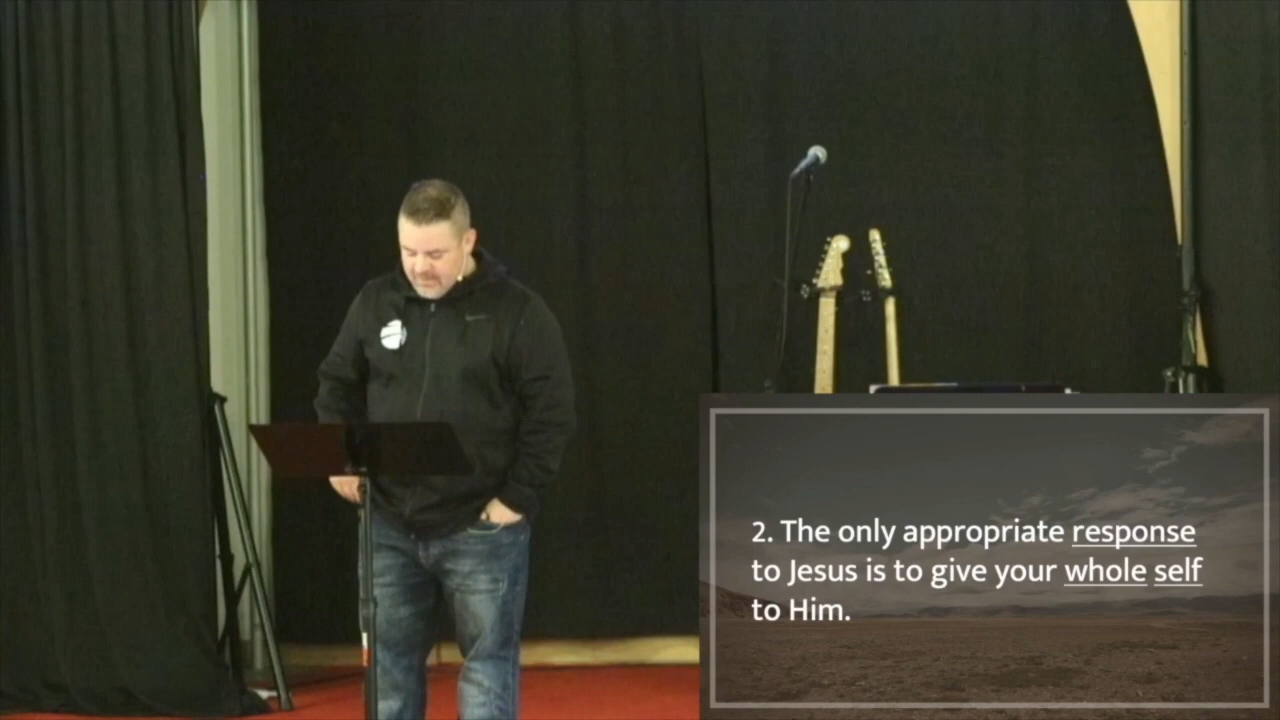 2. The only appropriate response
to Jesus is to give your whole self
to Him.